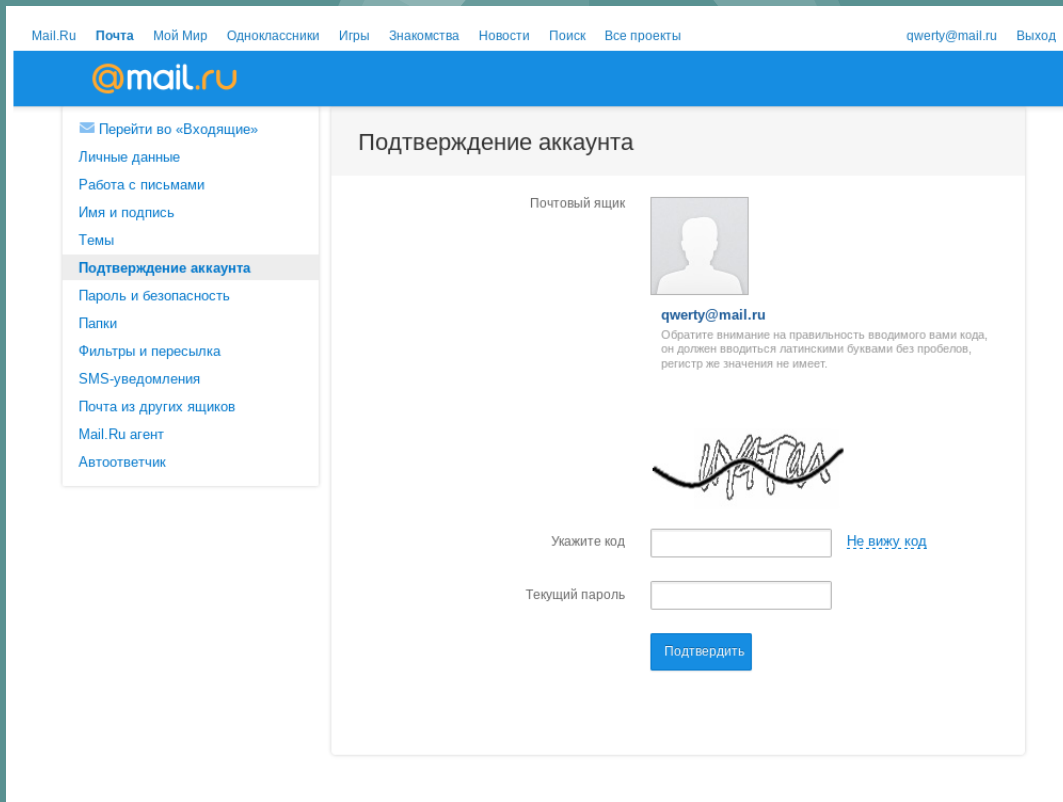 Mail.Ru Почта Мой Мир Одноклассники Игры Знакомства Новости Поиск Все проекты qwerty@mail.ru Выход
@mail.ru
Перейти во «Входящие»
Личные данные
Работа с письмами
Имя и подпись
Темы
Подтверждение аккаунта
Пароль и безопасность
Папки
Фильтры и пересылка
SMS-уведомления
Почта из других ящиков
Mail.Ru агент
Автоответчик
Подтверждение аккаунта
Почтовый ящик
qwerty@mail.ru
Обратите внимание на правильность вводимого вами кода,
он должен вводиться латинскими буквами без пробелов,
регистр же значения не имеет.
Укажите код
Не вижу код
Текущий пароль
Подтвердить